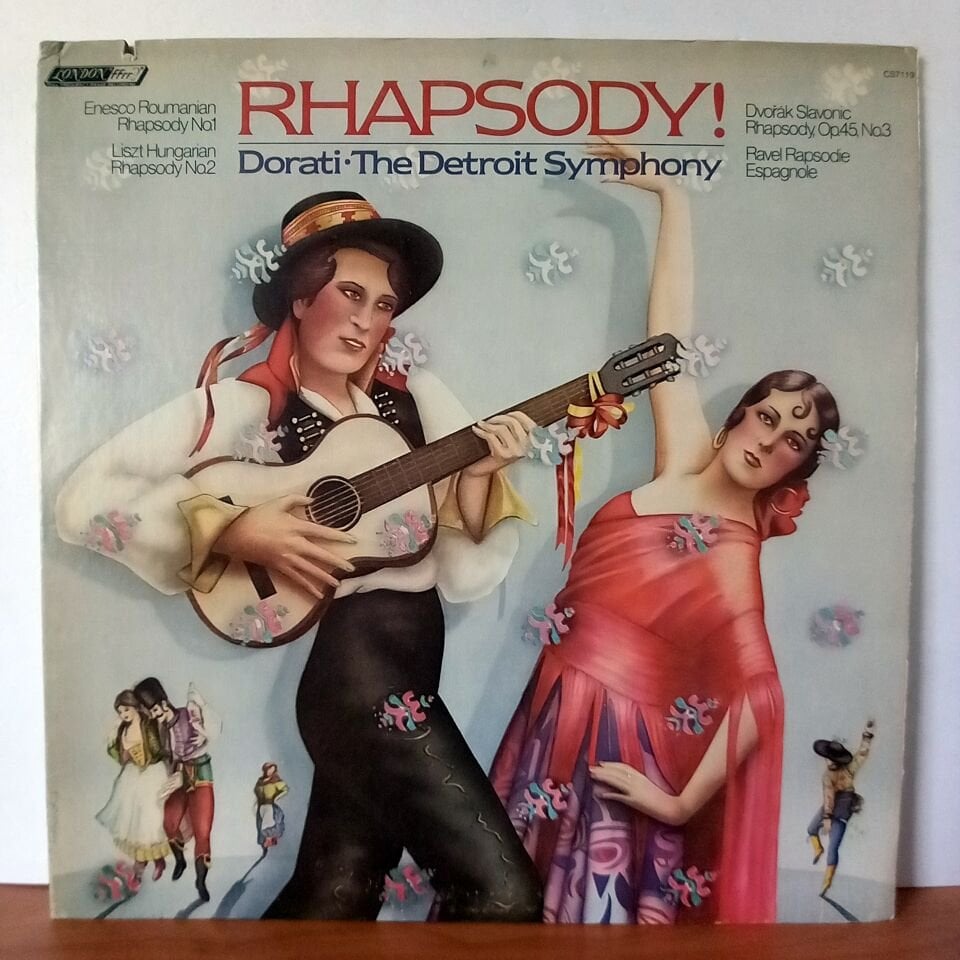 LONDON ffrr
CS7119
RHAPSODY!
Dorati·The Detroit Symphony
Enesco Roumanian
Rhapsody No.1
Liszt Hungarian
Rhapsody No.2
Dvořák Slavonic
Rhapsody, Op.45, No.3
Ravel Rapsodie
Espagnole